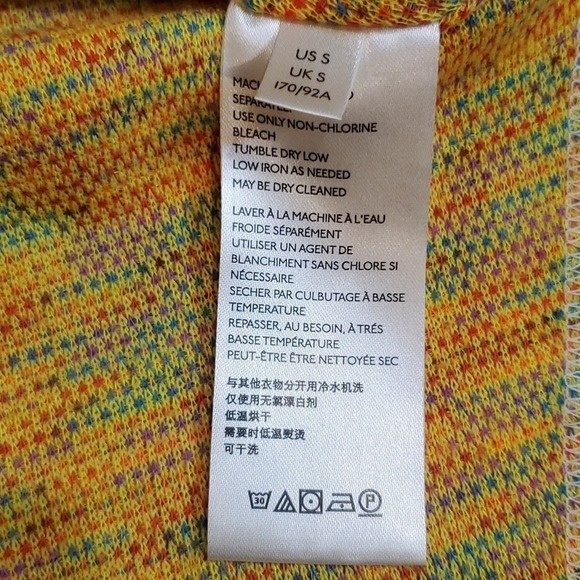 US S
UK S
170/92A
USE ONLY NON-CHLORINE
BLEACH
TUMBLE DRY LOW
LOW IRON AS NEEDED
MAY BE DRY CLEANED
LAVER À LA MACHINE À L'EAU
FROIDE SÉPARÉMENT
UTILISER UN AGENT DE
BLANCHIMENT SANS CHLORE SI
NÉCESSAIRE
SECHER PAR CULBUTAGE À BASSE
TEMPERATURE
REPASSER, AU BESOIN, À TRÉS
BASSE TEMPÉRATURE
PEUT-ÊTRE ÊTRE NETTOYÉE SEC
与其他衣物分开用冷水机洗
仅使用无氯漂白剂
低温烘干
需要时低温熨烫
可干洗
30
P